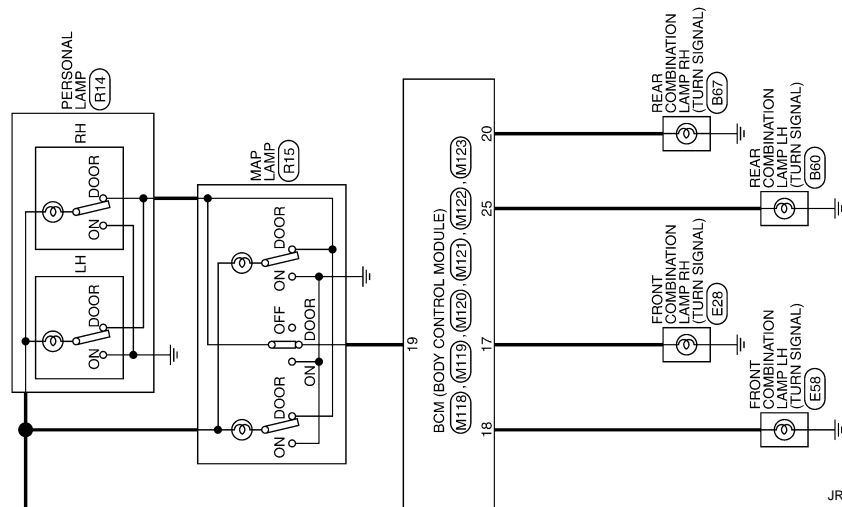 PERSONAL
LAMP
R14
RH
DOOR
ON
LH
DOOR
ON
MAP
LAMP
R15
DOOR
ON
OFF
DOOR
ON
DOOR
ON
19
BCM (BODY CONTROL MODULE)
M118 , M119 , M120 , M121 , M122 , M123
20
25
17
18
REAR
COMBINATION
LAMP RH
(TURN SIGNAL)
B67
REAR
COMBINATION
LAMP LH
(TURN SIGNAL)
B60
FRONT
COMBINATION
LAMP RH
(TURN SIGNAL)
E28
FRONT
COMBINATION
LAMP LH
(TURN SIGNAL)
E58
JR